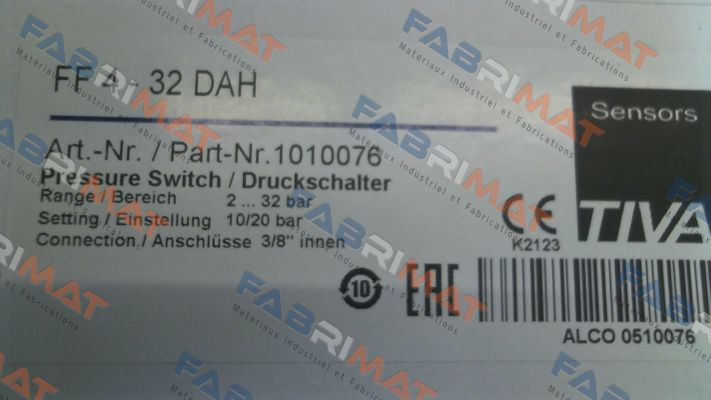 FF 4 - 32 DAH
Art.-Nr. / Part-Nr.1010076
Pressure Switch / Druckschalter
Range / Bereich 2 ... 32 bar
Setting / Einstellung 10/20 bar
Connection / Anschlüsse 3/8" innen
Sensors
TIVA
CE
K2123
10
EAC
ALCO 0510076
FABRIMAT
Materiaux Industriel et Fabrications